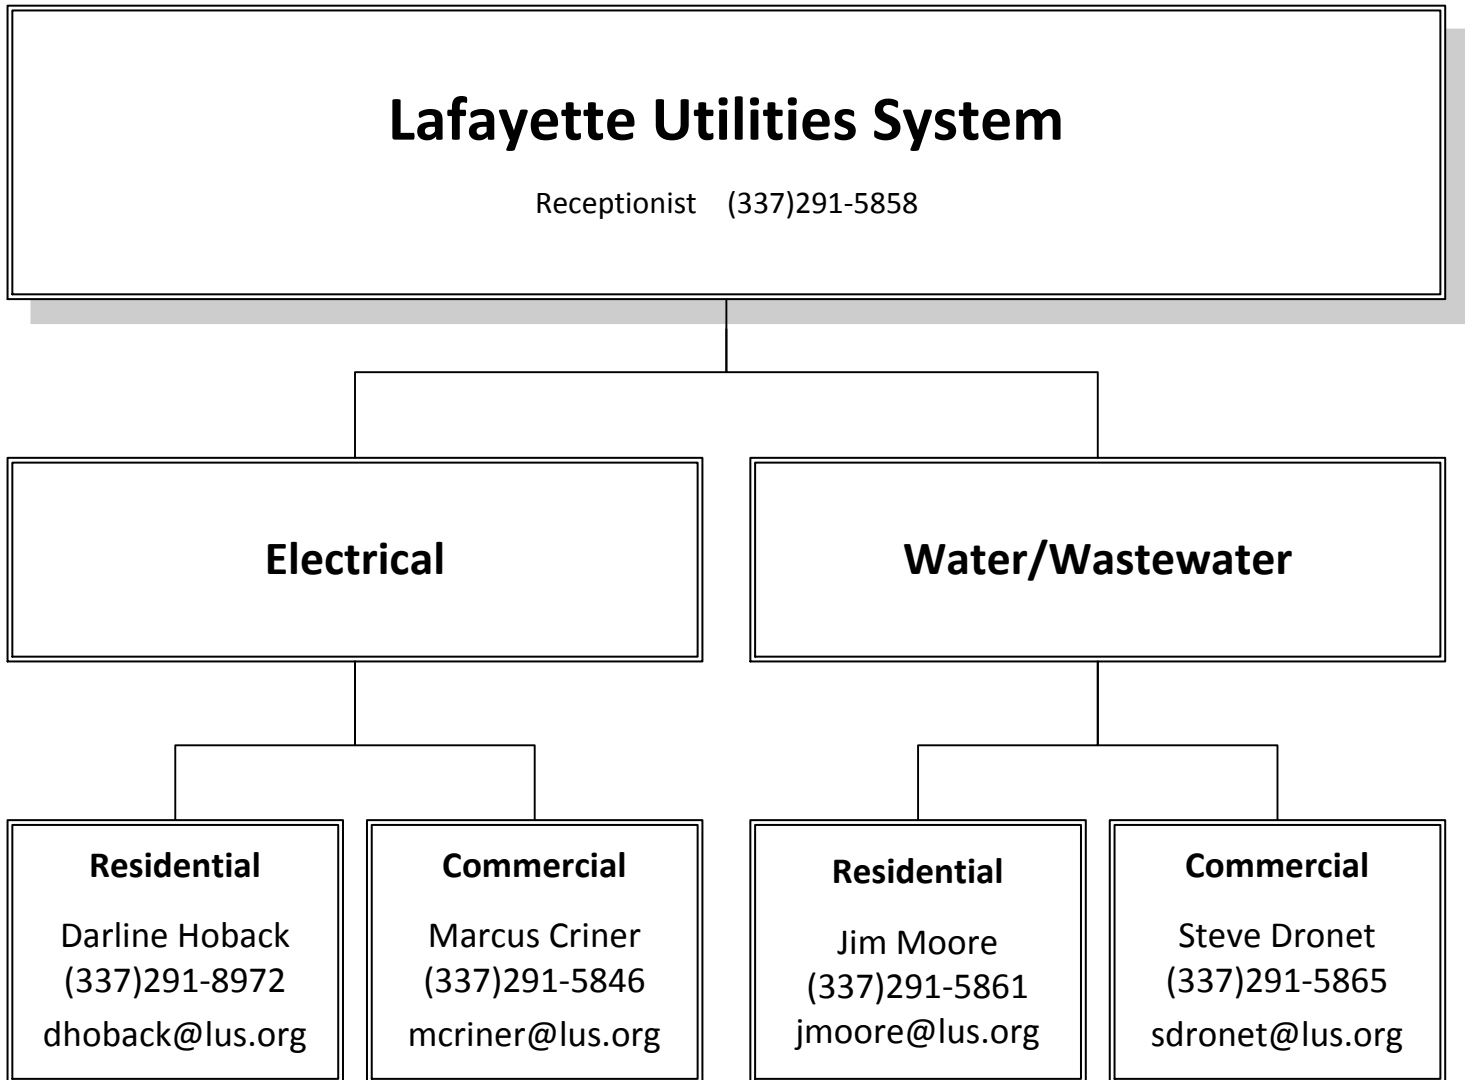 Lafayette Utilities System
Receptionist (337)291-5858
Electrical
Water/Wastewater
Residential
Darline Hoback
(337)291-8972
dhoback@lus.org
Commercial
Marcus Criner
(337)291-5846
mcriner@lus.org
Residential
Jim Moore
(337)291-5861
jmoore@lus.org
Commercial
Steve Dronet
(337)291-5865
sdronet@lus.org